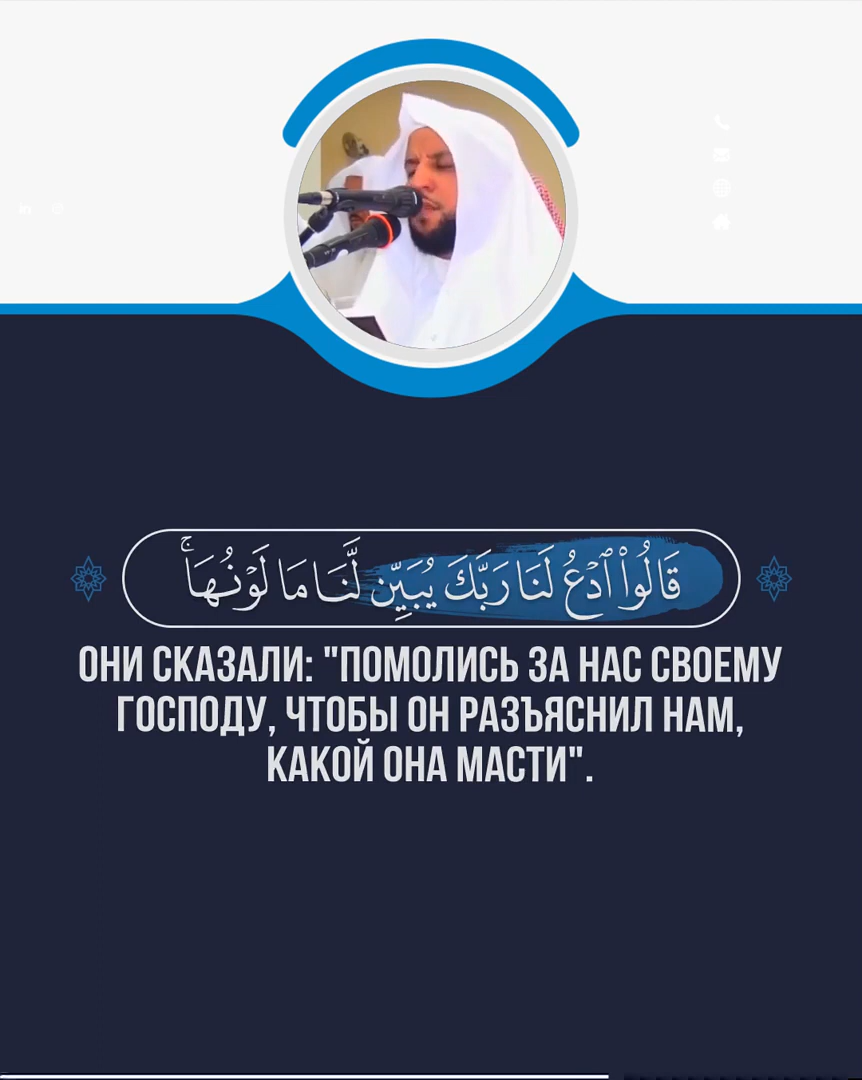 قَالُوا۟ ٱدْعُ لَنَا رَبَّكَ يُبَيِّن لَّنَا مَا لَوْنُهَا ۚ
ОНИ СКАЗАЛИ: "ПОМОЛИСЬ ЗА НАС СВОЕМУ
ГОСПОДУ, ЧТОБЫ ОН РАЗЪЯСНИЛ НАМ,
КАКОЙ ОНА МАСТИ".